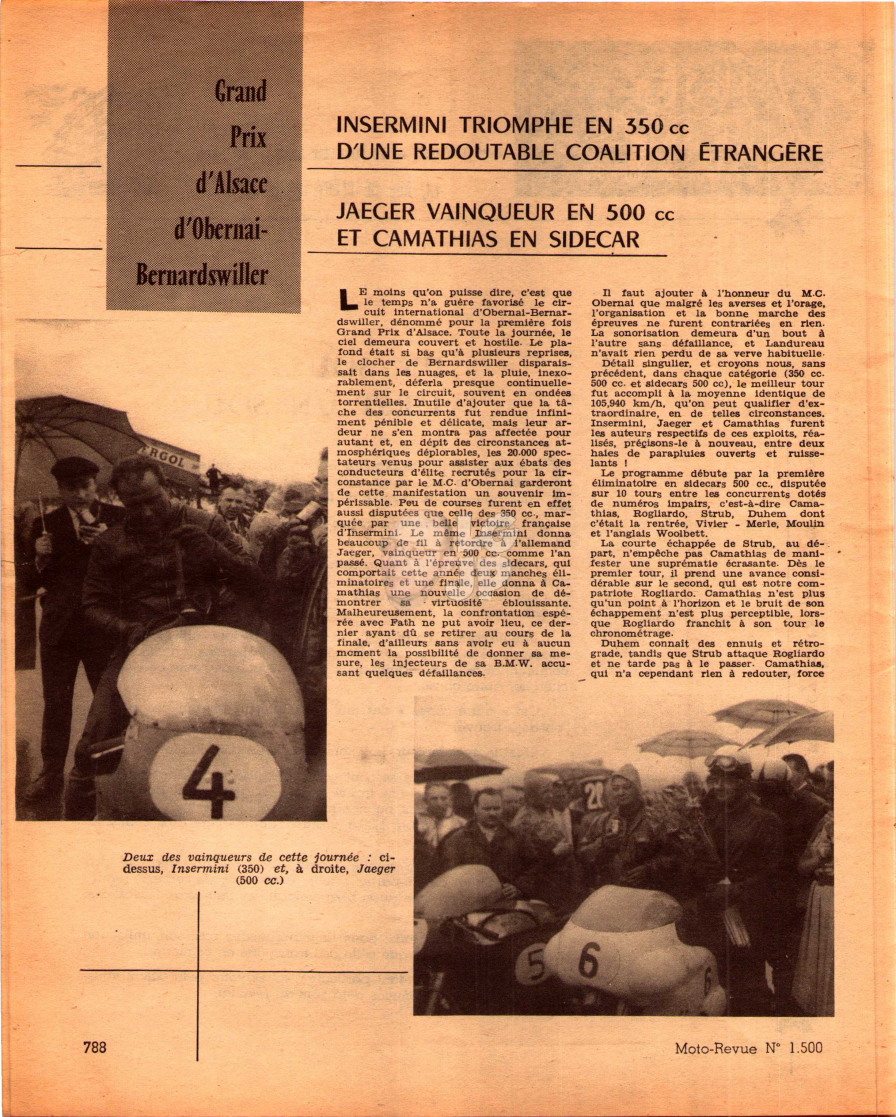 Grand
Prix
d'Alsace
d'Obernai-
Bernardswiller
INSERMINI TRIOMPHE EN 350 cc
D'UNE REDOUTABLE COALITION ÉTRANGÈRE
JAEGER VAINQUEUR EN 500 cc
ET CAMATHIAS EN SIDECAR
LE moins qu'on puisse dire, c'est que
le temps n'a guère favorisé le cir-
cuit international d'Obernai-Bernar-
dswiller, dénommé pour la première fois
Grand Prix d'Alsace. Toute la journée, le
ciel demeura couvert et hostile. Le pla-
fond était si bas qu'à plusieurs reprises,
le clocher de Bernardswiller disparais-
sait dans les nuages, et la pluie, inexo-
rablement, déferla presque continuelle-
ment sur le circuit, souvent en ondées
torrentielles. Inutile d'ajouter que la tâ-
che des concurrents fut rendue infini-
ment pénible et délicate, mais leur ar-
deur ne s'en montra pas affectée pour
autant et, en dépit des circonstances at-
mosphériques déplorables, les 20.000 spec-
tateurs venus pour assister aux ébats des
conducteurs d'élite recrutés pour la cir-
constance par le M.C. d'Obernai garderont
de cette manifestation un souvenir im-
périssable. Peu de courses furent en effet
aussi disputées que celle des 350 cc., mar-
quée par une belle victoire française
d'Insermini. Le même Insermini donna
beaucoup de fil à retordre à l'allemand
Jaeger, vainqueur en 500 cc. comme l'an
passé. Quant à l'épreuve des sidecars, qui
comportait cette année deux manches éli-
minatoires et une finale, elle donna à Ca-
mathias une nouvelle occasion de dé-
montrer sa virtuosité éblouissante.
Malheureusement, la confrontation espé-
rée avec Fath ne put avoir lieu, ce der-
nier ayant dû se retirer au cours de la
finale, d'ailleurs sans avoir eu à aucun
moment la possibilité de donner sa me-
sure, les injecteurs de sa B.M.W. accu-
sant quelques défaillances.
Il faut ajouter à l'honneur du M.C.
Obernai que malgré les averses et l'orage,
l'organisation et la bonne marche des
épreuves ne furent contrariées en rien.
La sonorisation demeura d'un bout à
l'autre sans défaillance, et Landureau
n'avait rien perdu de sa verve habituelle.
Détail singulier, et croyons nous, sans
précédent, dans chaque catégorie (350 cc.
500 cc. et sidecars 500 cc), le meilleur tour
fut accompli à la moyenne identique de
105,940 km/h, qu'on peut qualifier d'ex-
traordinaire, en de telles circonstances.
Insermini, Jaeger et Camathias furent
les auteurs respectifs de ces exploits, réa-
lisés, précisons-le à nouveau, entre deux
haies de parapluies ouverts et ruisse-
lants !
Le programme débute par la première
éliminatoire en sidecars 500 cc., disputée
sur 10 tours entre les concurrents dotés
de numéros impairs, c'est-à-dire Cama-
thias, Rogliardo, Strub, Duhem dont
c'était la rentrée, Vivier - Merle, Moulin
et l'anglais Woolbett.
La courte échappée de Strub, au dé-
part, n'empêche pas Camathias de mani-
fester une suprématie écrasante. Dès le
premier tour, il prend une avance consi-
dérable sur le second, qui est notre com-
patriote Rogliardo. Camathias n'est plus
qu'un point à l'horizon et le bruit de son
échappement n'est plus perceptible, lors-
que Rogliardo franchit à son tour le
chronométrage.
Duhem connaît des ennuis et rétro-
grade, tandis que Strub attaque Rogliardo
et ne tarde pas à le passer. Camathias,
qui n'a cependant rien à redouter, force
ERGOL
4
20
5
6
6
Deux des vainqueurs de cette journée : ci-
dessus, Insermini (350) et, à droite, Jaeger
(500 cc.)
788
Moto-Revue N° 1.500